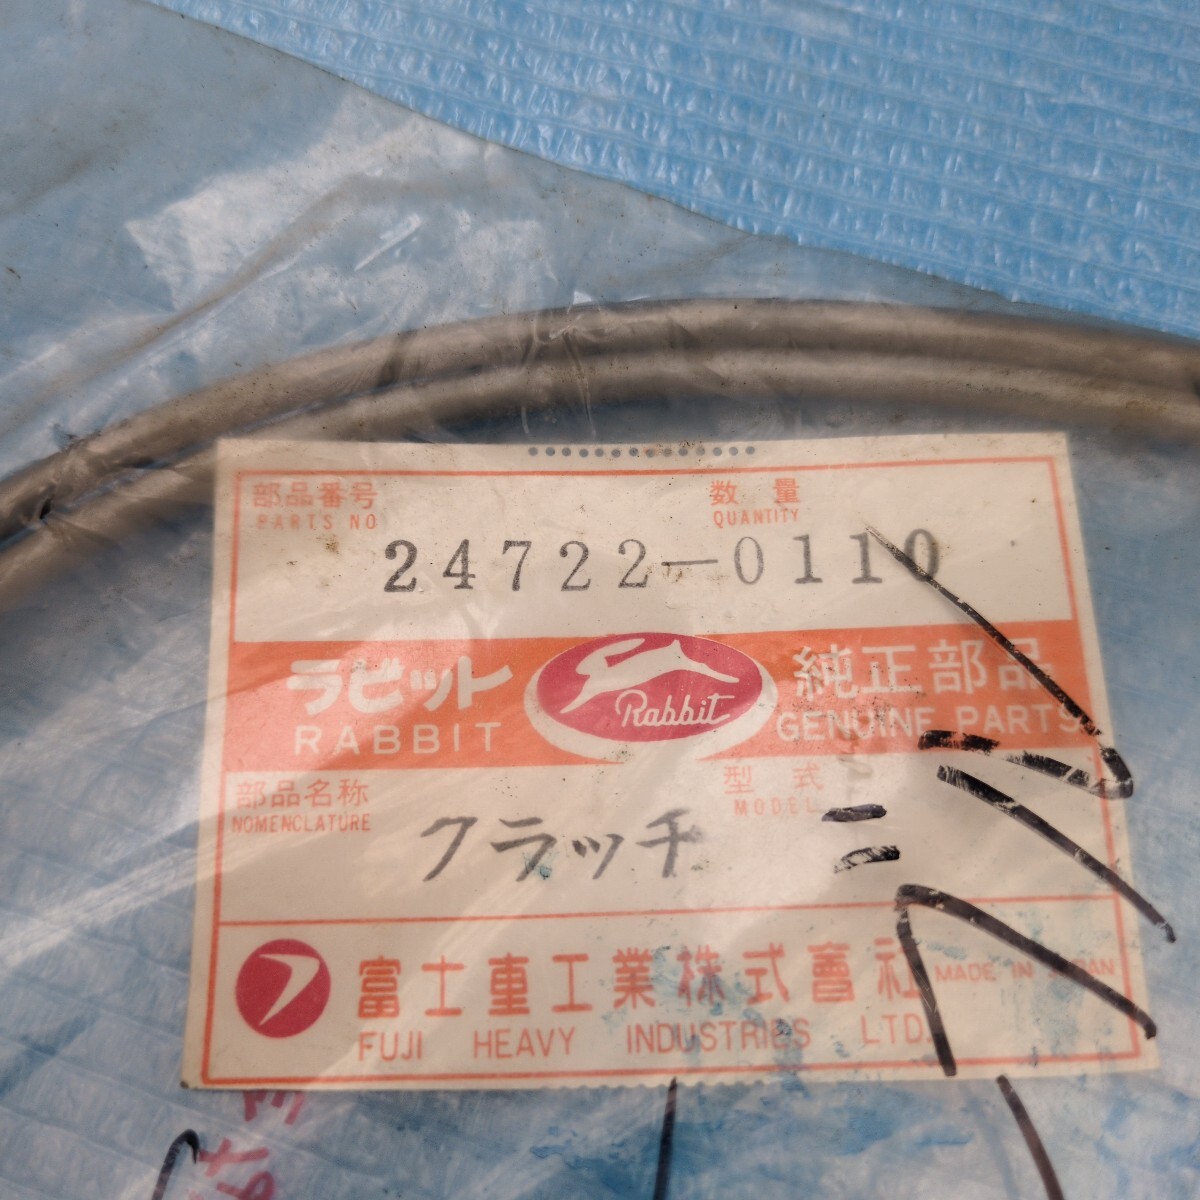 部品番号 数量
PARTS NO QUANTITY
24722-0110
ラビット Rabbit 純正部品
RABBIT GENUINE PARTS
部品名称 型式
NOMENCLATURE MODEL
クラッチ
富士重工業株式會社 MADE IN JAPAN
FUJI HEAVY INDUSTRIES LTD.